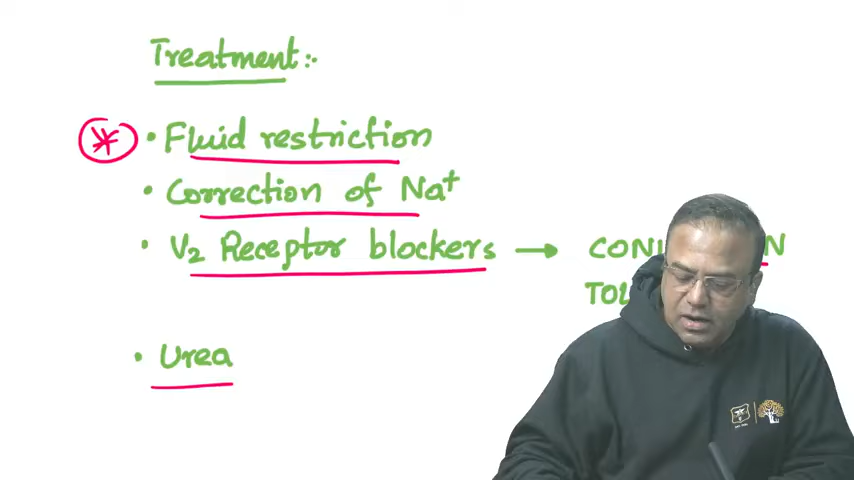 Treatment :-
• Fluid restriction
• Correction of Na⁺
• V₂ Receptor blockers →
• Urea